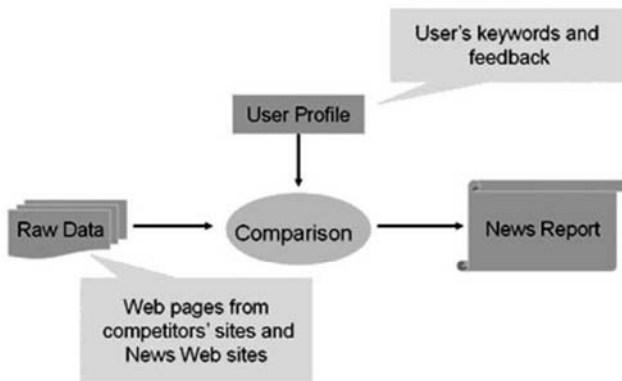 User's keywords and
feedback
User Profile
Raw Data
Comparison
News Report
Web pages from
competitors' sites and
News Web sites